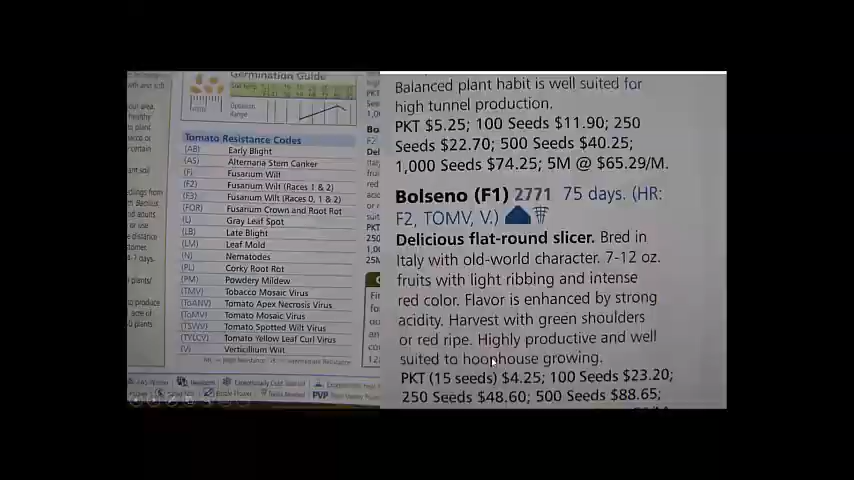 Germination Guide
Optimal
Range
Tomato Resistance Codes
(AB) Early Blight
(AS) Alternaria Stem Canker
(F) Fusarium Wilt
(F2) Fusarium Wilt (Races 1 & 2)
(F3) Fusarium Wilt (Races 0, 1 & 2)
(FOR) Fusarium Crown and Root Rot
(L) Gray Leaf Spot
(LB) Late Blight
(LM) Leaf Mold
(N) Nematodes
(PL) Corky Root Rot
(PM) Powdery Mildew
(TMV) Tobacco Mosaic Virus
(ToANV) Tomato Apex Necrosis Virus
(ToMV) Tomato Mosaic Virus
(TSWV) Tomato Spotted Wilt Virus
(TYLCV) Tomato Yellow Leaf Curl Virus
(V) Verticillium Wilt
PVP
Balanced plant habit is well suited for
high tunnel production.
PKT $5.25; 100 Seeds $11.90; 250
Seeds $22.70; 500 Seeds $40.25;
1,000 Seeds $74.25; 5M @ $65.29/M.
Bolseno (F1) 2771 75 days. (HR:
F2, TOMV, V.)
Delicious flat-round slicer. Bred in
Italy with old-world character. 7-12 oz.
fruits with light ribbing and intense
red color. Flavor is enhanced by strong
acidity. Harvest with green shoulders
or red ripe. Highly productive and well
suited to hoophouse growing.
PKT (15 seeds) $4.25; 100 Seeds $23.20;
250 Seeds $48.60; 500 Seeds $88.65;